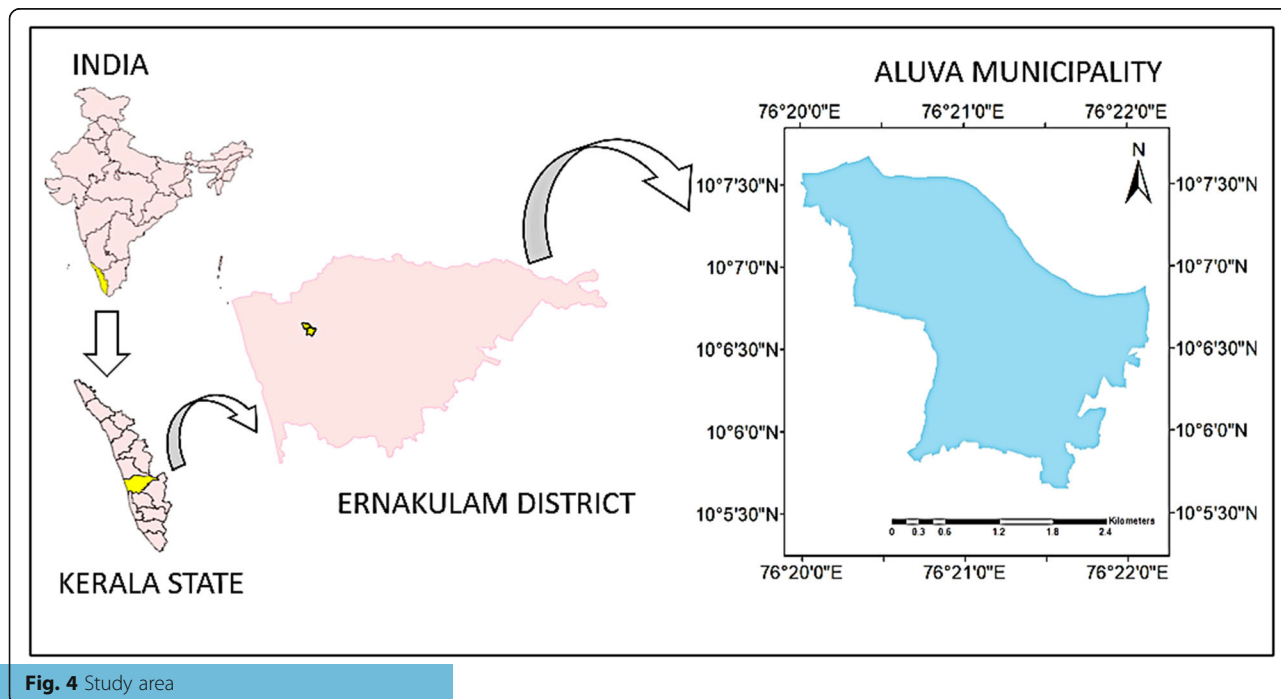 INDIA
KERALA STATE
ERNAKULAM DISTRICT
ALUVA MUNICIPALITY
76°20'0"E 76°21'0"E 76°22'0"E
N
10°7'30"N 10°7'30"N
10°7'0"N 10°7'0"N
10°6'30"N 10°6'30"N
10°6'0"N 10°6'0"N
10°5'30"N 10°5'30"N
Kilometers
0 0.3 0.6 1.2 1.8 2.4
76°20'0"E 76°21'0"E 76°22'0"E
Fig. 4 Study area